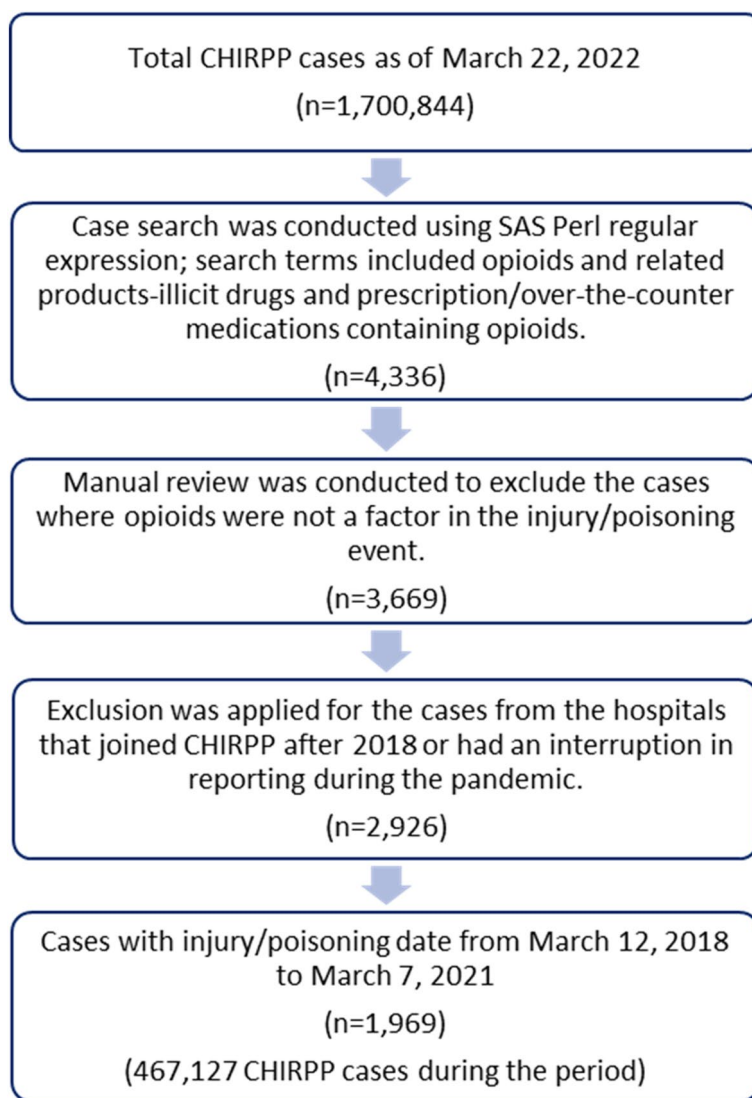 Total CHIRPP cases as of March 22, 2022
(n=1,700,844)
Case search was conducted using SAS Perl regular
expression; search terms included opioids and related
products-illicit drugs and prescription/over-the-counter
medications containing opioids.
(n=4,336)
Manual review was conducted to exclude the cases
where opioids were not a factor in the injury/poisoning
event.
(n=3,669)
Exclusion was applied for the cases from the hospitals
that joined CHIRPP after 2018 or had an interruption in
reporting during the pandemic.
(n=2,926)
Cases with injury/poisoning date from March 12, 2018
to March 7, 2021
(n=1,969)
(467,127 CHIRPP cases during the period)